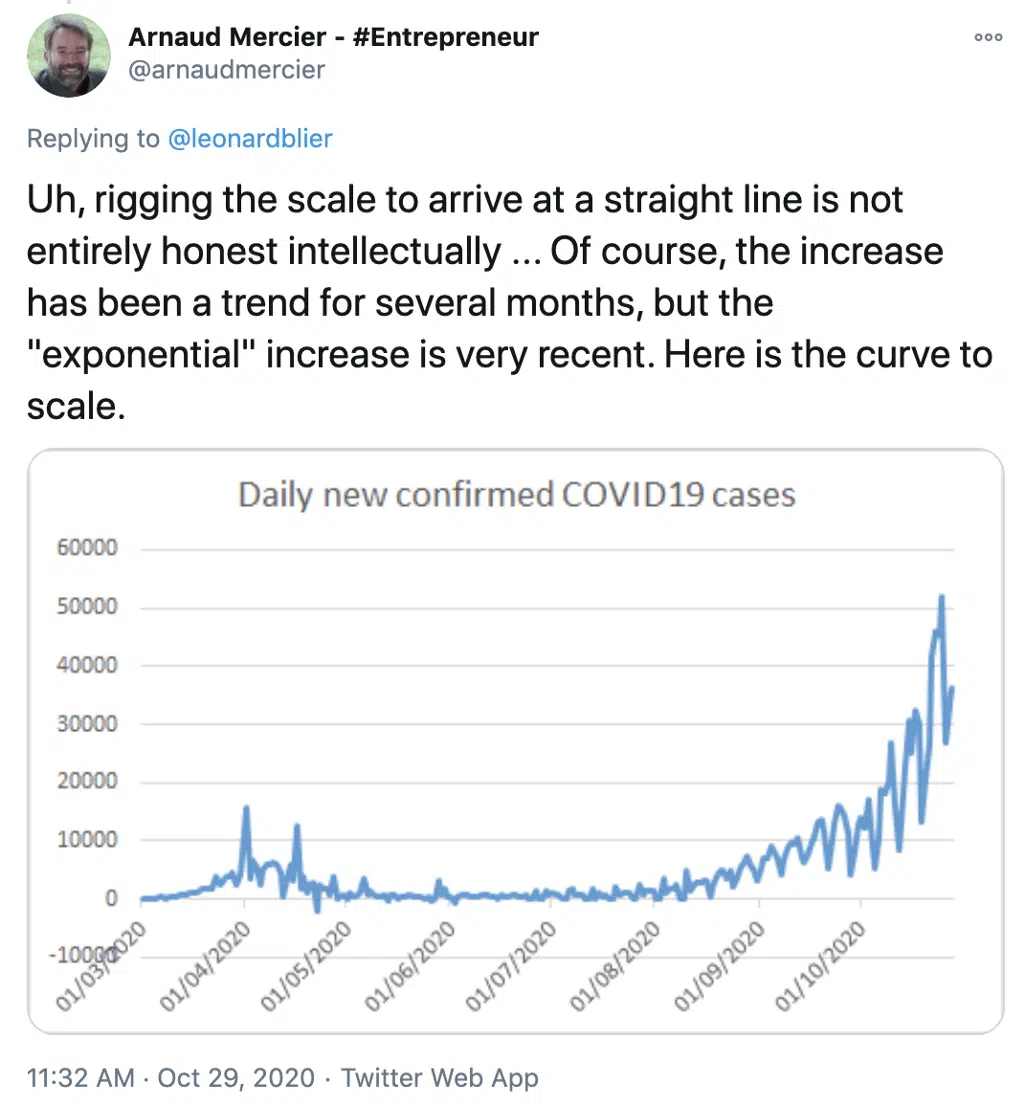 Arnaud Mercier - #Entrepreneur
@arnaudmercier
Replying to @leonardblier
Uh, rigging the scale to arrive at a straight line is not
entirely honest intellectually ... Of course, the increase
has been a trend for several months, but the
"exponential" increase is very recent. Here is the curve to
scale.
Daily new confirmed COVID19 cases
60000
50000
40000
30000
20000
10000
0
-10000
01/03/2020
01/04/2020
01/05/2020
01/06/2020
01/07/2020
01/08/2020
01/09/2020
01/10/2020
11:32 AM · Oct 29, 2020 · Twitter Web App